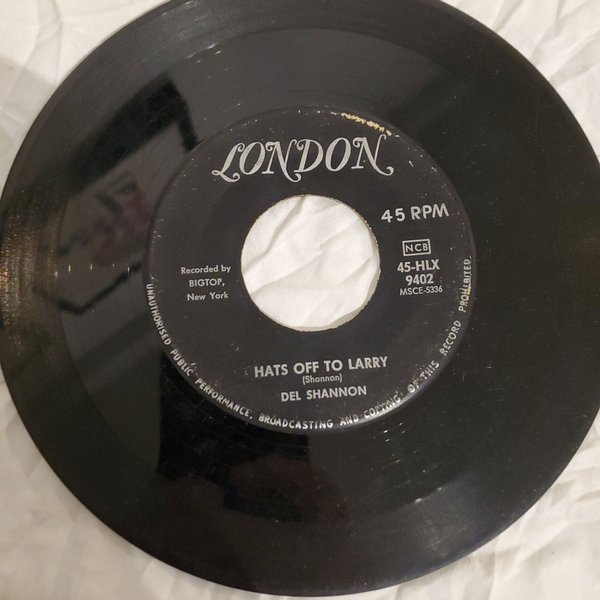 LONDON
45 RPM
NCB
Recorded by
BIGTOP,
New York
45-HLX
9402
MSCE-5336
HATS OFF TO LARRY
(Shannon)
DEL SHANNON
UNAUTHORISED PUBLIC PERFORMANCE, BROADCASTING AND COPYING OF THIS RECORD PROHIBITED.